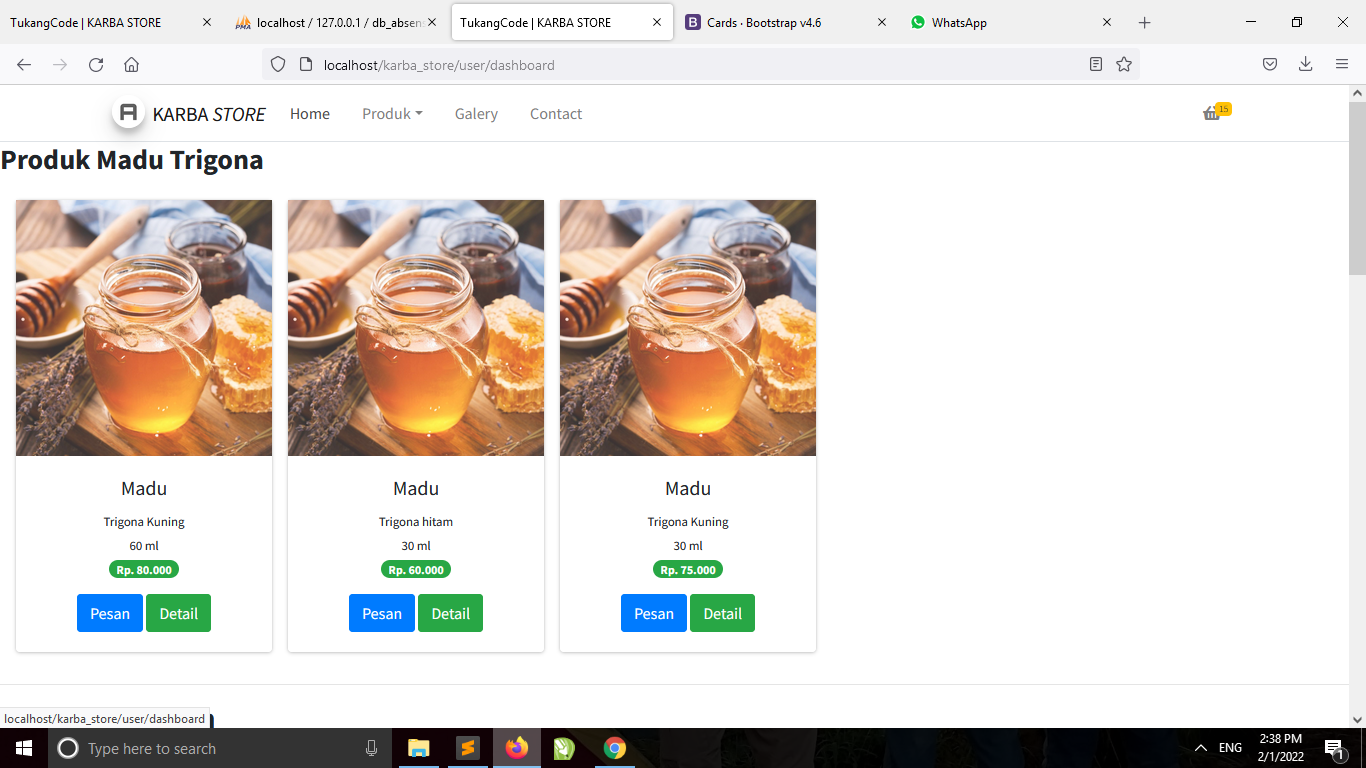 TukangCode | KARBA STORE
localhost / 127.0.0.1 / db_absen
TukangCode | KARBA STORE
Cards · Bootstrap v4.6
WhatsApp
localhost/karba_store/user/dashboard
KARBA STORE
Home
Produk
Galery
Contact
15
Produk Madu Trigona
Madu
Trigona Kuning
60 ml
Rp. 80.000
Pesan
Detail
Madu
Trigona hitam
30 ml
Rp. 60.000
Pesan
Detail
Madu
Trigona Kuning
30 ml
Rp. 75.000
Pesan
Detail
localhost/karba_store/user/dashboard
Type here to search
ENG
2:38 PM
2/1/2022
1